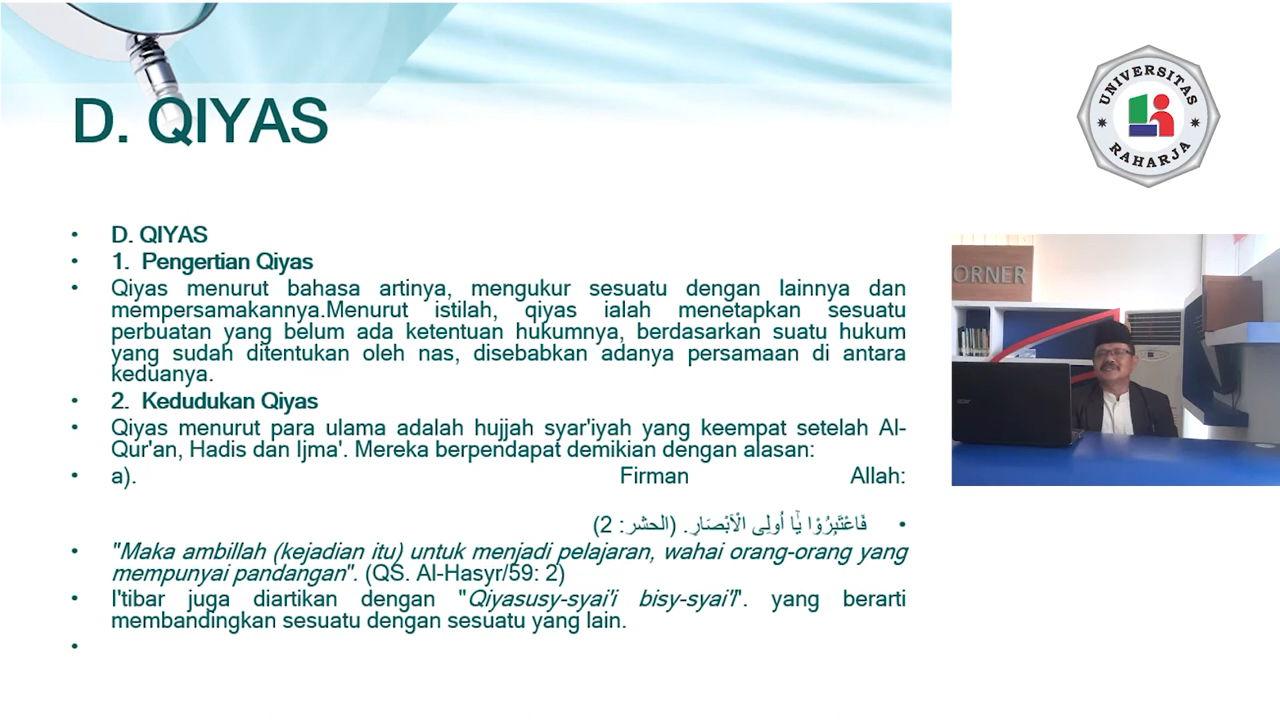 D. QIYAS
UNIVERSITAS
RAHARJA
• D. QIYAS
• 1. Pengertian Qiyas
• Qiyas menurut bahasa artinya, mengukur sesuatu dengan lainnya dan
mempersamakannya.Menurut istilah, qiyas ialah menetapkan sesuatu
perbuatan yang belum ada ketentuan hukumnya, berdasarkan suatu hukum
yang sudah ditentukan oleh nas, disebabkan adanya persamaan di antara
keduanya.
• 2. Kedudukan Qiyas
• Qiyas menurut para ulama adalah hujjah syar'iyah yang keempat setelah Al-
Qur'an, Hadis dan Ijma'. Mereka berpendapat demikian dengan alasan:
• a). Firman Allah:
• فَاعْتَبِرُوْا يٰٓا اُولِى الْاَبْصَارِ. (الحشر: 2)
• "Maka ambillah (kejadian itu) untuk menjadi pelajaran, wahai orang-orang yang
mempunyai pandangan". (QS. Al-Hasyr/59: 2)
• I'tibar juga diartikan dengan "Qiyasusy-syai'i bisy-syai'I". yang berarti
membandingkan sesuatu dengan sesuatu yang lain.
•
ORNER